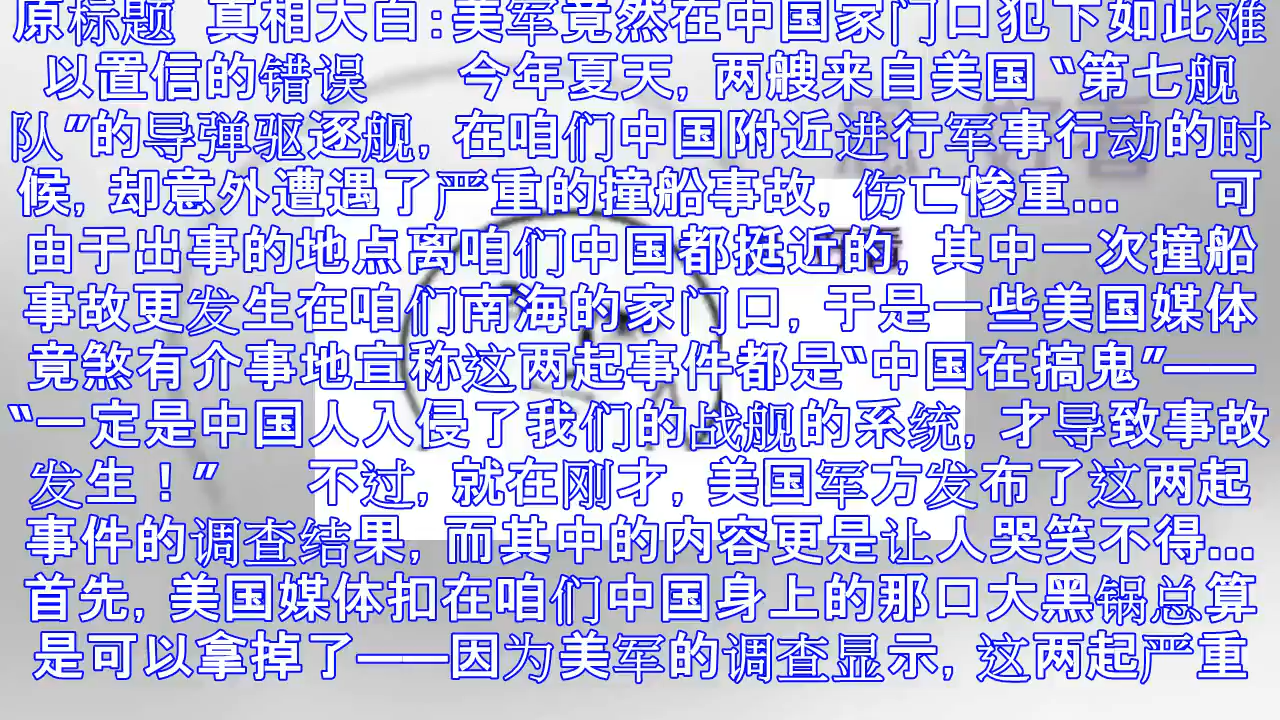 原标题 真相大白:美军竟然在中国家门口犯下如此难
以置信的错误 今年夏天, 两艘来自美国“第七舰
队”的导弹驱逐舰, 在咱们中国附近进行军事行动的时
候, 却意外遭遇了严重的撞船事故, 伤亡惨重... 可
由于出事的地点离咱们中国都挺近的, 其中一次撞船
事故更发生在咱们南海的家门口, 于是一些美国媒体
竟煞有介事地宣称这两起事件都是“中国在搞鬼”——
“一定是中国人入侵了我们的战舰的系统, 才导致事故
发生！” 不过, 就在刚才, 美国军方发布了这两起
事件的调查结果, 而其中的内容更是让人哭笑不得...
首先, 美国媒体扣在咱们中国身上的那口大黑锅总算
是可以拿掉了——因为美军的调查显示, 这两起严重